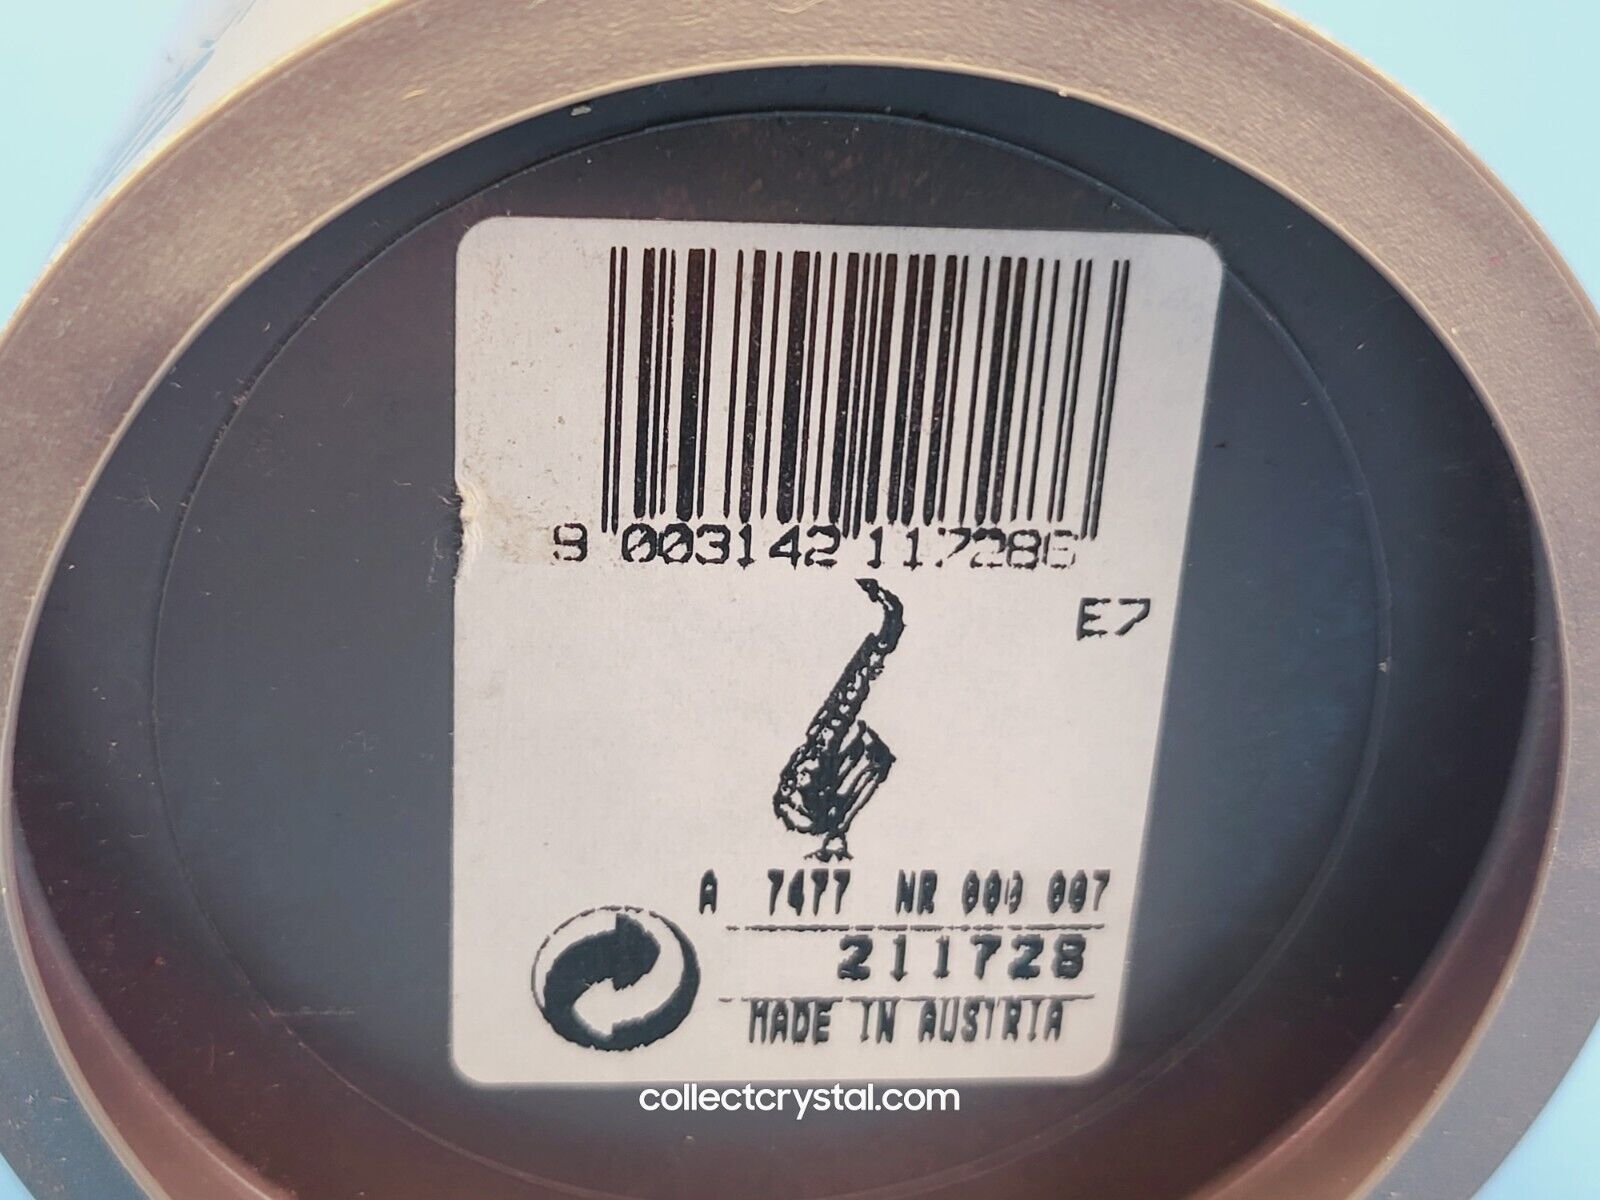 9 003142 117286
E7
A 7477 NR 000 007
211728
MADE IN AUSTRIA
collectcrystal.com